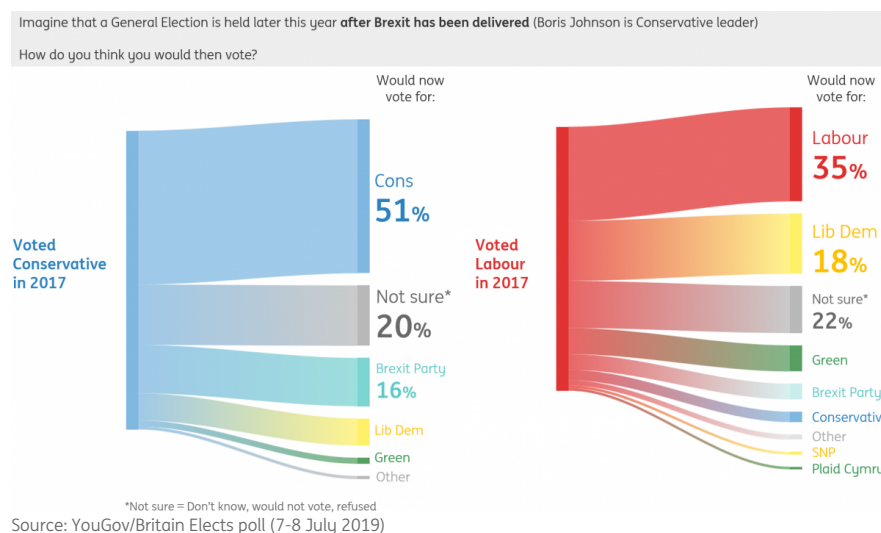 Imagine that a General Election is held later this year after Brexit has been delivered (Boris Johnson is Conservative leader)
How do you think you would then vote?
Would now
vote for:
Cons
51%
Voted
Conservative
in 2017
Not sure*
20%
Brexit Party
16%
Lib Dem
Green
Other
Would now
vote for:
Labour
35%
Voted
Labour
in 2017
Lib Dem
18%
Not sure*
22%
Green
Brexit Party
Conservativ
Other
SNP
Plaid Cymru
*Not sure = Don't know, would not vote, refused
Source: YouGov/Britain Elects poll (7-8 July 2019)